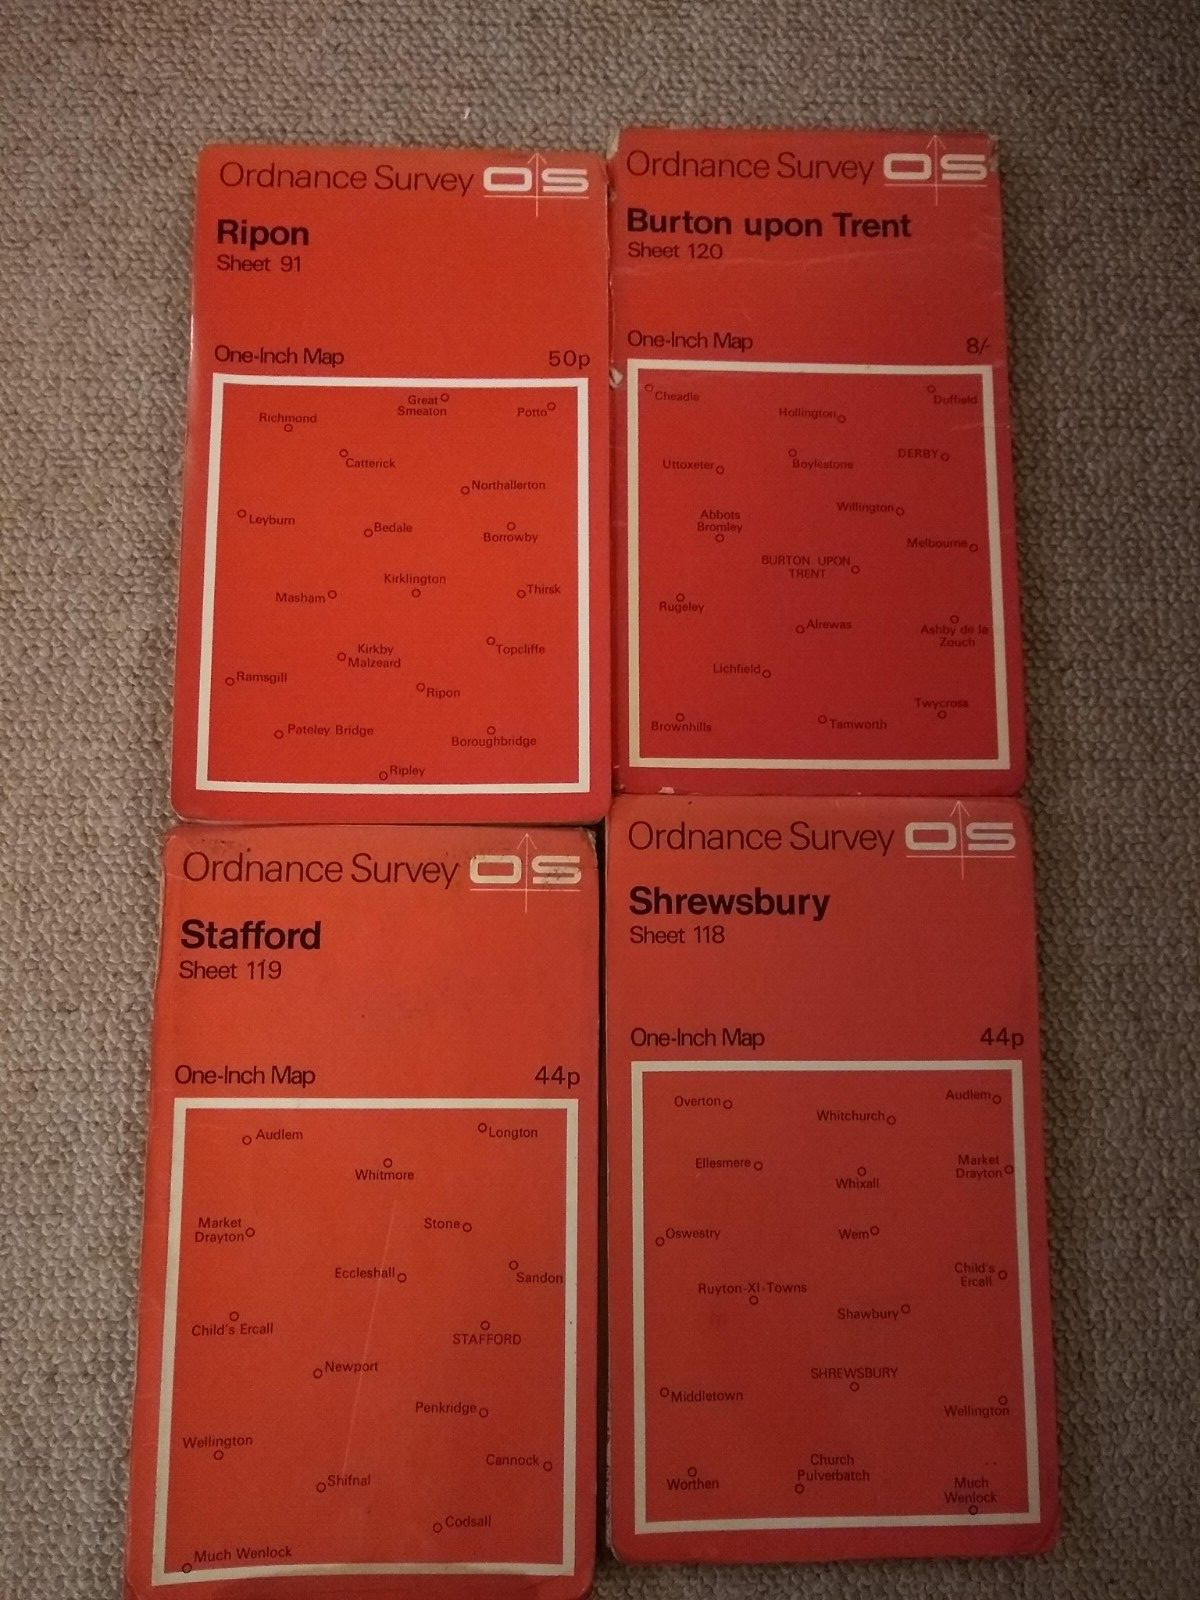 Ordnance Survey OS
Ripon
Sheet 91
One-Inch Map 50p
Great
Smeaton
Potto
Richmond
Catterick
Northallerton
Leyburn
Bedale
Borrowby
Kirklington
Masham
Thirsk
Kirkby
Malzeard
Topcliffe
Ramsgill
Ripon
Pateley Bridge
Boroughbridge
Ripley
Ordnance Survey OS
Burton upon Trent
Sheet 120
One-Inch Map 8/-
Cheadle
Duffield
Hollington
DERBY
Uttoxeter
Boylestone
Willington
Abbots
Bromley
Melbourne
BURTON UPON
TRENT
Rugeley
Alrewas
Ashby de la
Zouch
Lichfield
Twycross
Brownhills
Tamworth
Ordnance Survey OS
Stafford
Sheet 119
One-Inch Map 44p
Audlem
Longton
Whitmore
Market
Drayton
Stone
Eccleshall
Sandon
Child's Ercall
STAFFORD
Newport
Penkridge
Wellington
Cannock
Shifnal
Codsall
Much Wenlock
Ordnance Survey OS
Shrewsbury
Sheet 118
One-Inch Map 44p
Overton
Audlem
Whitchurch
Ellesmere
Market
Drayton
Whixall
Oswestry
Wem
Child's
Ercall
Ruyton-XI-Towns
Shawbury
SHREWSBURY
Middletown
Wellington
Church
Pulverbatch
Worthen
Much
Wenlock